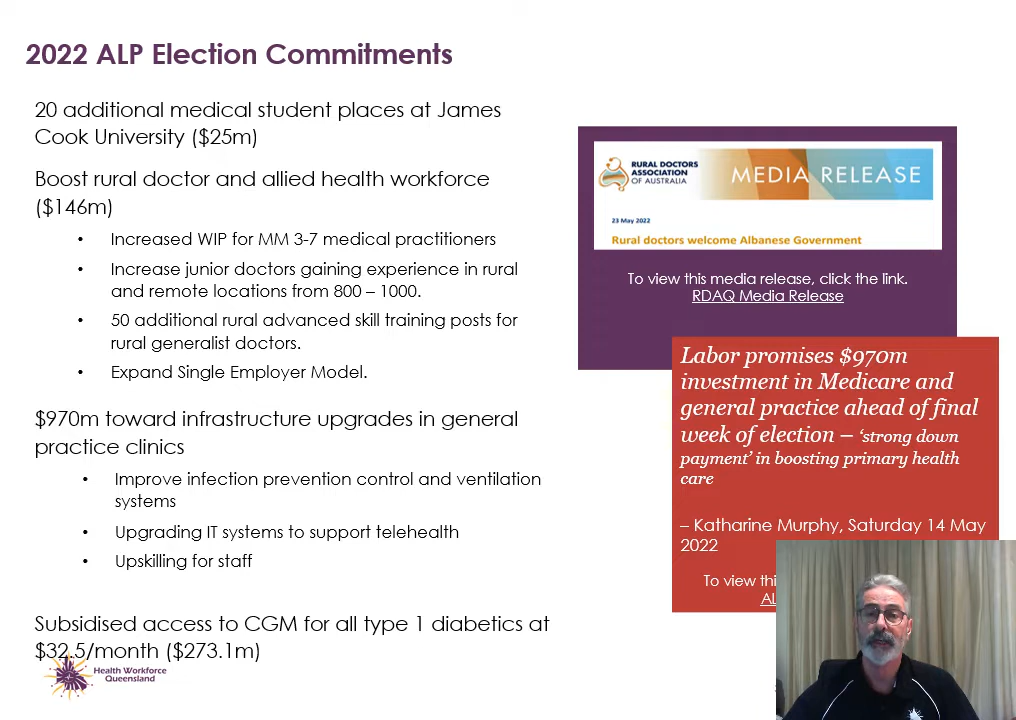 2022 ALP Election Commitments
20 additional medical student places at James
Cook University ($25m)
Boost rural doctor and allied health workforce
($146m)
• Increased WIP for MM 3-7 medical practitioners
• Increase junior doctors gaining experience in rural
and remote locations from 800 – 1000.
• 50 additional rural advanced skill training posts for
rural generalist doctors.
• Expand Single Employer Model.
$970m toward infrastructure upgrades in general
practice clinics
• Improve infection prevention control and ventilation
systems
• Upgrading IT systems to support telehealth
• Upskilling for staff
Subsidised access to CGM for all type 1 diabetics at
$32.5/month ($273.1m)
Health Workforce
Queensland
RURAL DOCTORS
ASSOCIATION
OF AUSTRALIA
MEDIA RELEASE
23 May 2022
Rural doctors welcome Albanese Government
To view this media release, click the link.
RDAQ Media Release
Labor promises $970m
investment in Medicare and
general practice ahead of final
week of election – ‘strong down
payment’ in boosting primary health
care
– Katharine Murphy, Saturday 14 May
2022
To view thi
AL